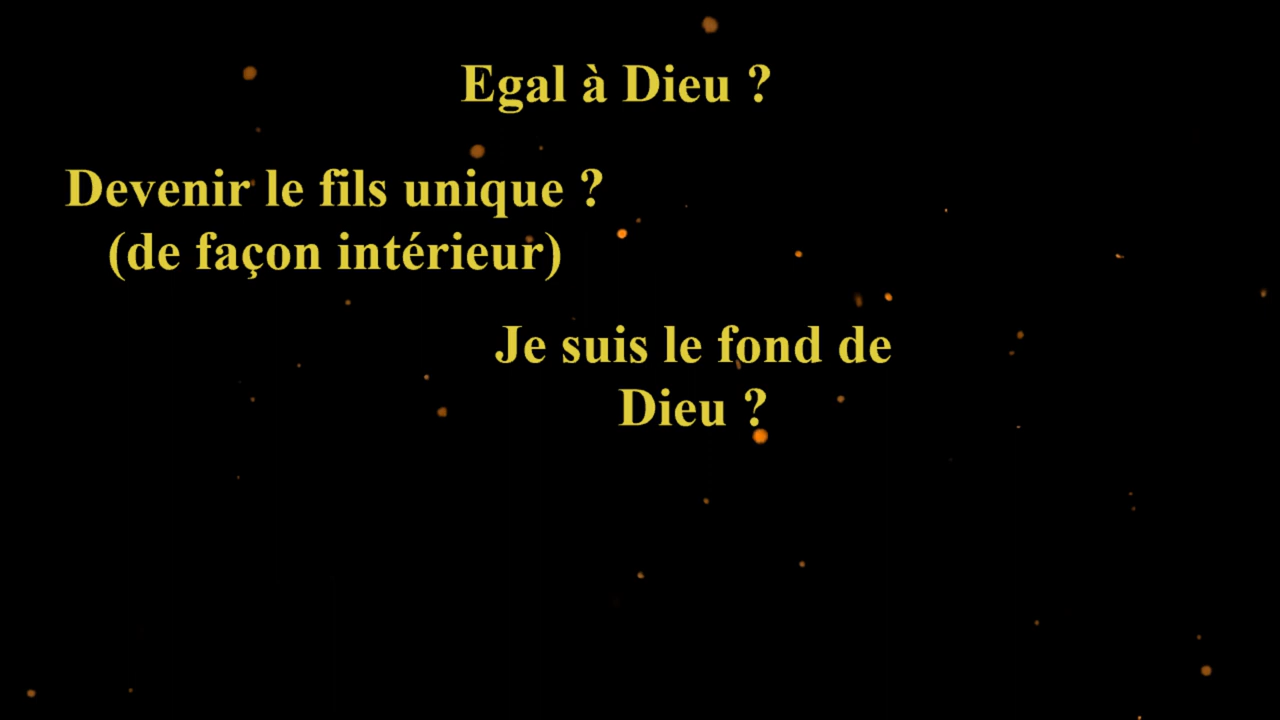 Egal à Dieu ?
Devenir le fils unique ?
(de façon intérieur)
Je suis le fond de
Dieu ?